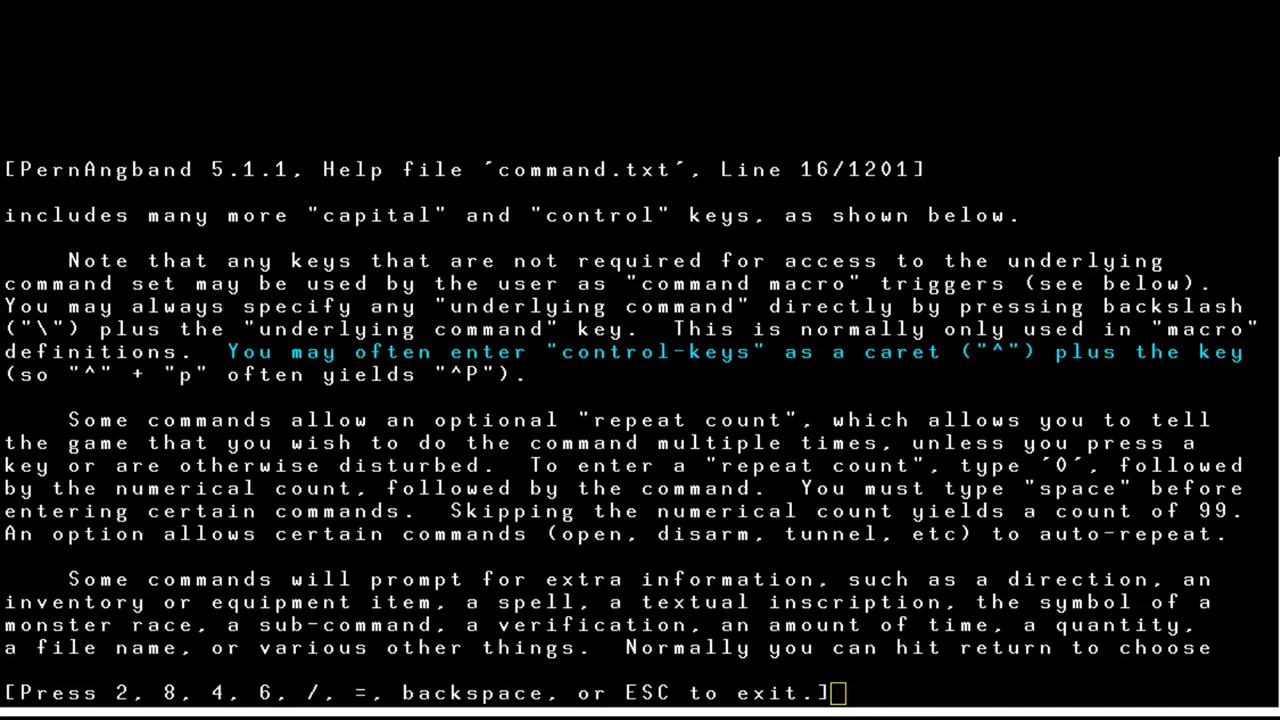 [PernAngband 5.1.1, Help file ´command.txt´, Line 16/1201]
includes many more "capital" and "control" keys, as shown below.
Note that any keys that are not required for access to the underlying
command set may be used by the user as "command macro" triggers (see below).
You may always specify any "underlying command" directly by pressing backslash
("\") plus the "underlying command" key.  This is normally only used in "macro"
definitions.  You may often enter "control-keys" as a caret ("^") plus the key
(so "^" + "p" often yields "^P").
Some commands allow an optional "repeat count", which allows you to tell
the game that you wish to do the command multiple times, unless you press a
key or are otherwise disturbed.  To enter a "repeat count", type ´0´, followed
by the numerical count, followed by the command.  You must type "space" before
entering certain commands.  Skipping the numerical count yields a count of 99.
An option allows certain commands (open, disarm, tunnel, etc) to auto-repeat.
Some commands will prompt for extra information, such as a direction, an
inventory or equipment item, a spell, a textual inscription, the symbol of a
monster race, a sub-command, a verification, an amount of time, a quantity,
a file name, or various other things.  Normally you can hit return to choose
[Press 2, 8, 4, 6, /, =, backspace, or ESC to exit.]